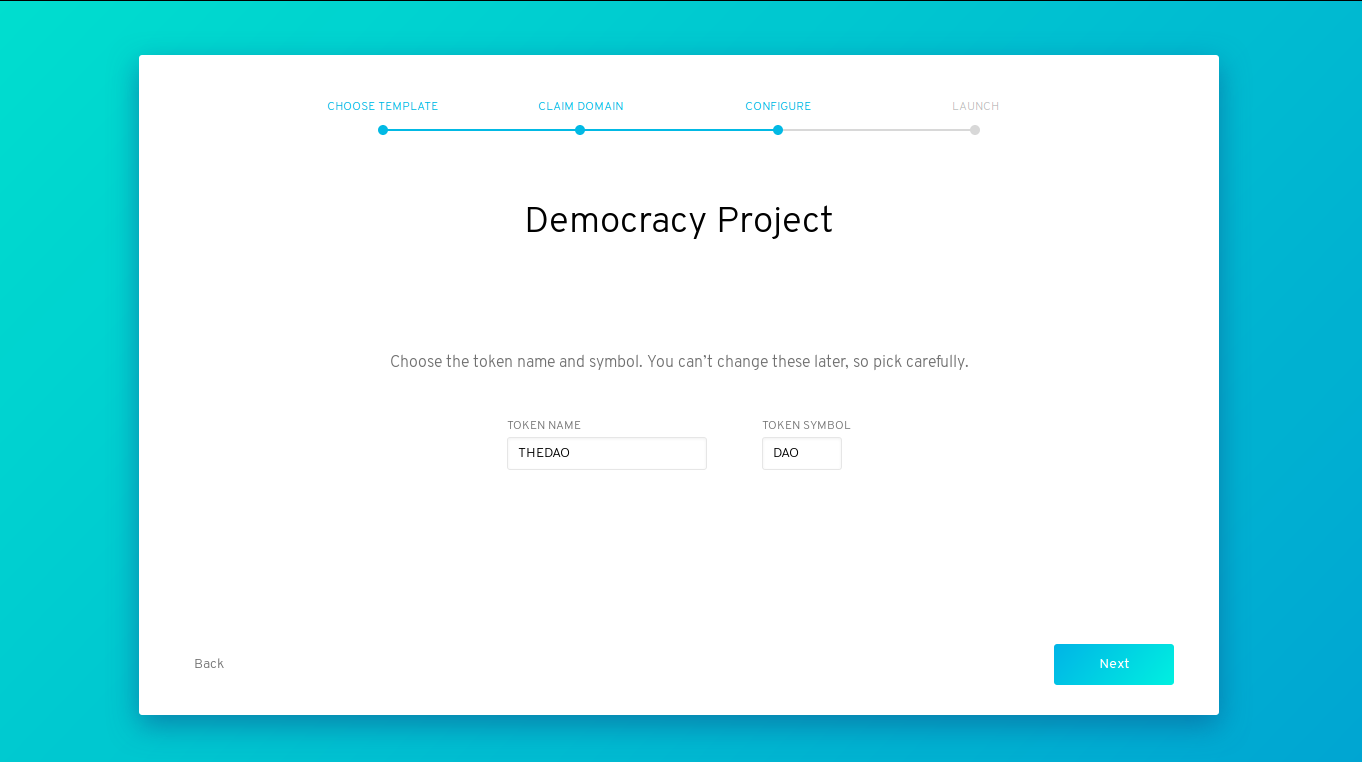 CHOOSE TEMPLATE CLAIM DOMAIN CONFIGURE LAUNCH
Democracy Project
Choose the token name and symbol. You can’t change these later, so pick carefully.
TOKEN NAME TOKEN SYMBOL
THEDAO DAO
Back Next